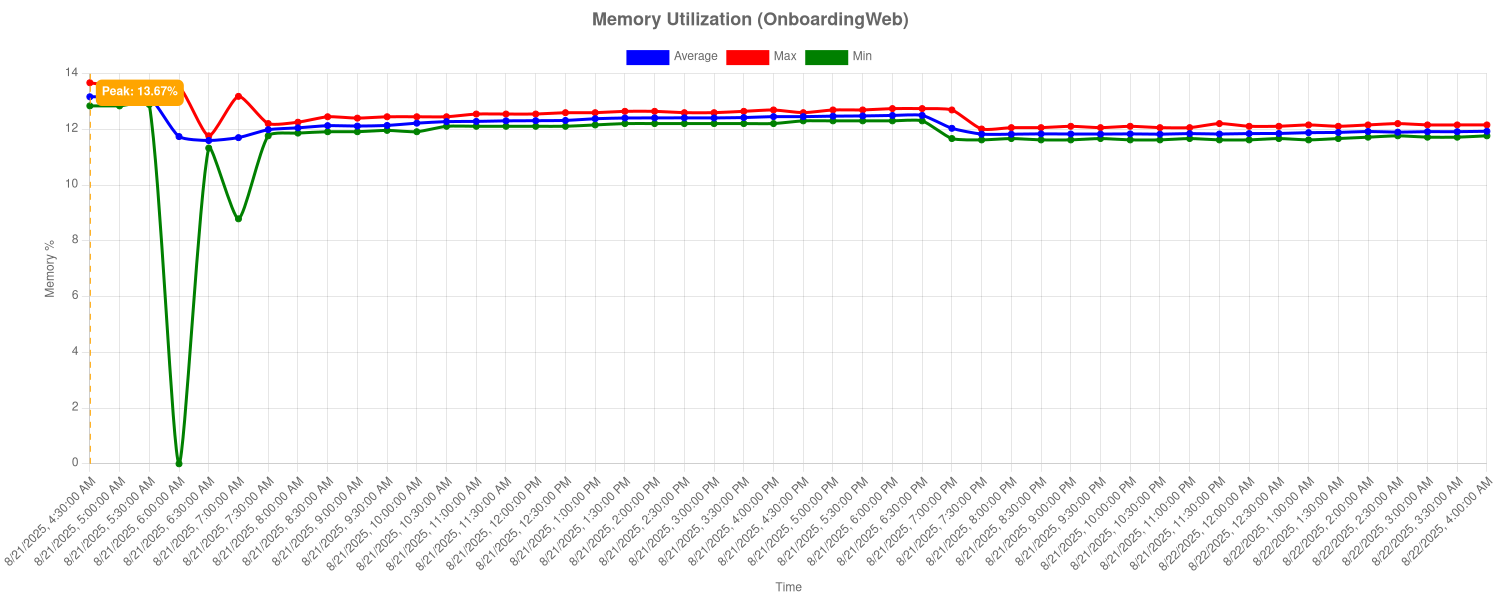 Memory Utilization (OnboardingWeb)
Average
Max
Min
Peak: 13.67%
Memory %
14
12
10
8
6
4
2
0
8/21/2025, 4:30:00 AM
8/21/2025, 5:00:00 AM
8/21/2025, 5:30:00 AM
8/21/2025, 6:00:00 AM
8/21/2025, 6:30:00 AM
8/21/2025, 7:00:00 AM
8/21/2025, 7:30:00 AM
8/21/2025, 8:00:00 AM
8/21/2025, 8:30:00 AM
8/21/2025, 9:00:00 AM
8/21/2025, 9:30:00 AM
8/21/2025, 10:00:00 AM
8/21/2025, 10:30:00 AM
8/21/2025, 11:00:00 AM
8/21/2025, 11:30:00 AM
8/21/2025, 12:00:00 PM
8/21/2025, 12:30:00 PM
8/21/2025, 1:00:00 PM
8/21/2025, 1:30:00 PM
8/21/2025, 2:00:00 PM
8/21/2025, 2:30:00 PM
8/21/2025, 3:00:00 PM
8/21/2025, 3:30:00 PM
8/21/2025, 4:00:00 PM
8/21/2025, 4:30:00 PM
8/21/2025, 5:00:00 PM
8/21/2025, 5:30:00 PM
8/21/2025, 6:00:00 PM
8/21/2025, 6:30:00 PM
8/21/2025, 7:00:00 PM
8/21/2025, 7:30:00 PM
8/21/2025, 8:00:00 PM
8/21/2025, 8:30:00 PM
8/21/2025, 9:00:00 PM
8/21/2025, 9:30:00 PM
8/21/2025, 10:00:00 PM
8/21/2025, 10:30:00 PM
8/21/2025, 11:00:00 PM
8/21/2025, 11:30:00 PM
8/22/2025, 12:00:00 AM
8/22/2025, 12:30:00 AM
8/22/2025, 1:00:00 AM
8/22/2025, 1:30:00 AM
8/22/2025, 2:00:00 AM
8/22/2025, 2:30:00 AM
8/22/2025, 3:00:00 AM
8/22/2025, 3:30:00 AM
8/22/2025, 4:00:00 AM
Time